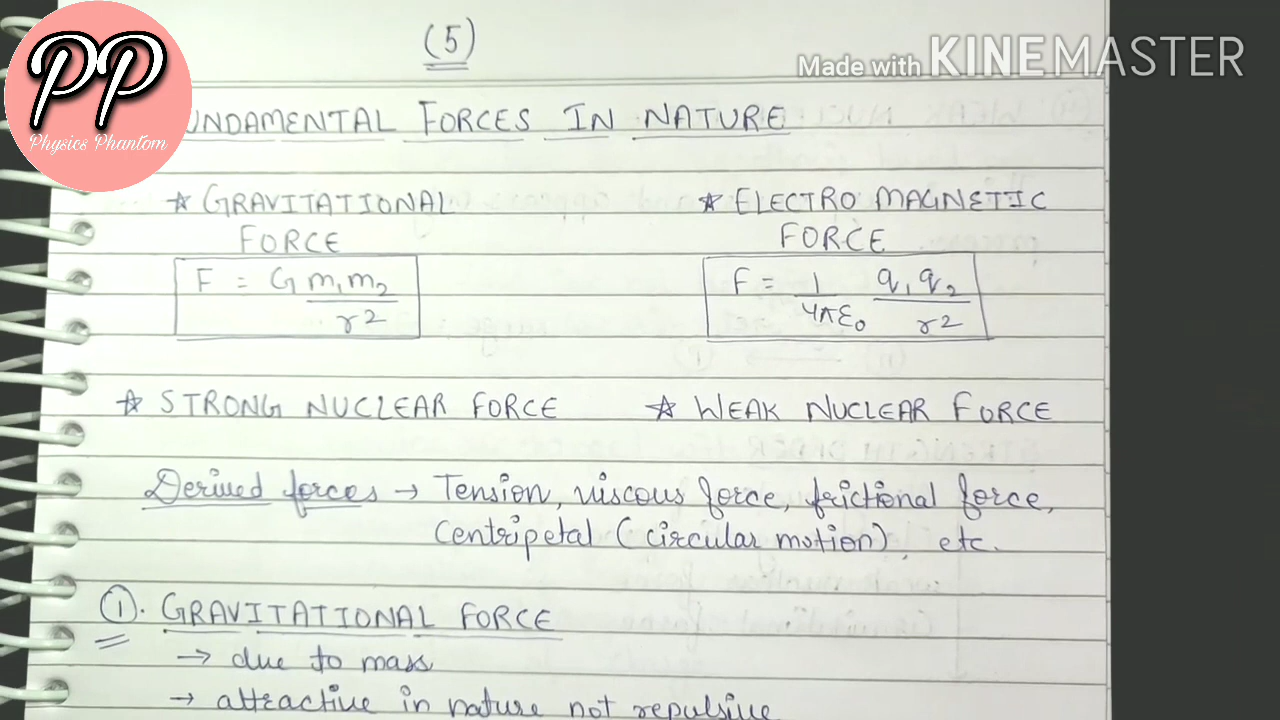 (5)
PP
Physics Phantom
Made with KINEMASTER
UNDAMENTAL FORCES IN NATURE
☆ GRAVITATIONAL FORCE
F = G m₁m₂ / r²
☆ ELECTRO MAGNETIC FORCE
F = 1 / 4πε₀ q₁q₂ / r²
☆ STRONG NUCLEAR FORCE ☆ WEAK NUCLEAR FORCE
Derived forces → Tension, viscous force, frictional force,
Centripetal (circular motion), etc.
①. GRAVITATIONAL FORCE
→ due to mass
→ attractive in nature not repulsive